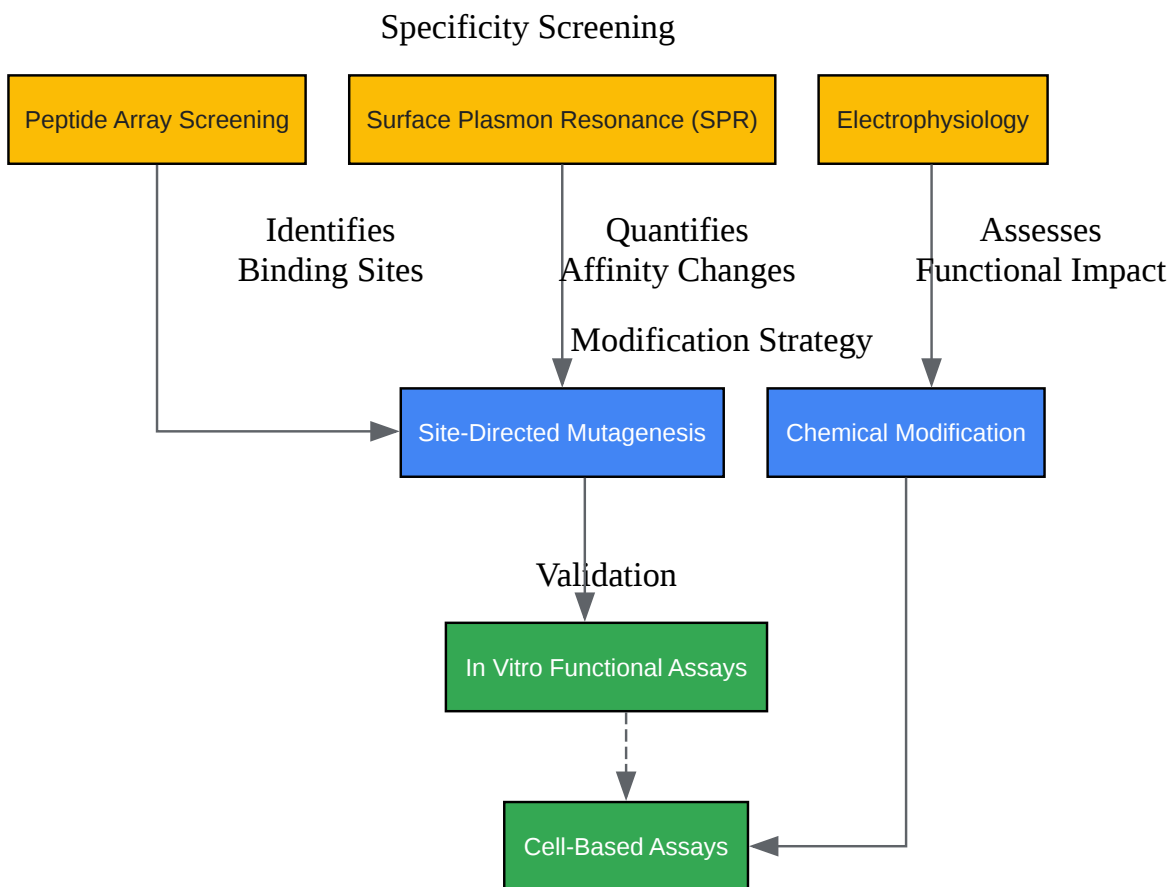 Specificity Screening
Peptide Array Screening
Surface Plasmon Resonance (SPR)
Electrophysiology
Identifies
Binding Sites
Quantifies
Affinity Changes
Assesses
Functional Impact
Modification Strategy
Site-Directed Mutagenesis
Chemical Modification
Validation
In Vitro Functional Assays
Cell-Based Assays